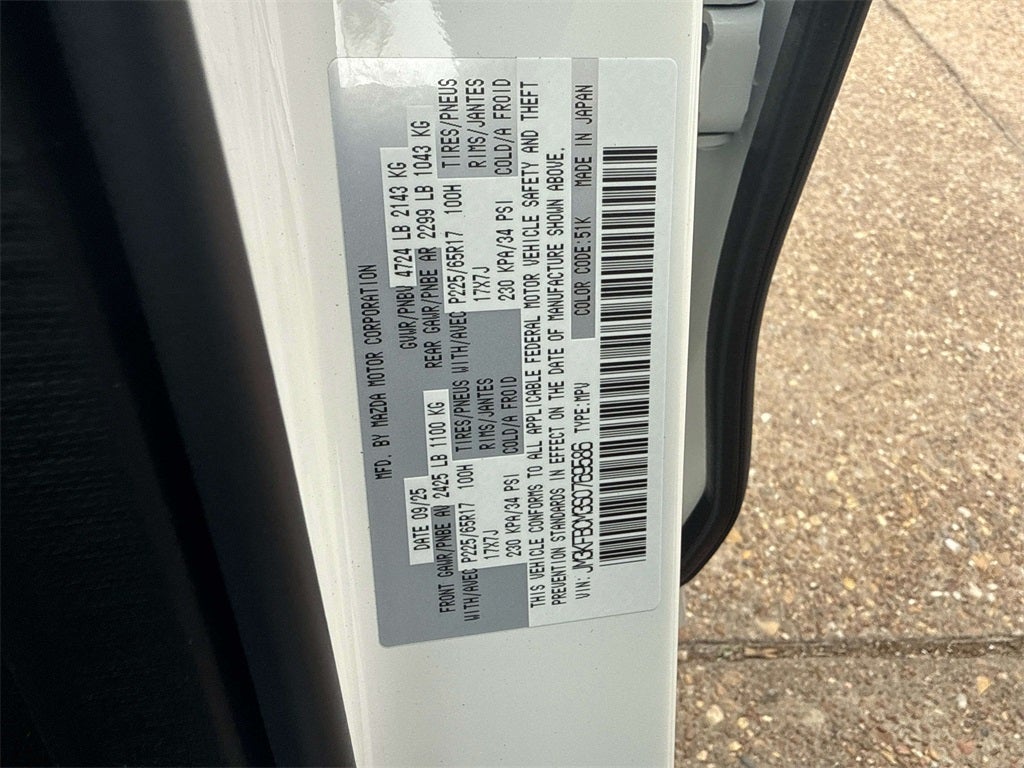 MFD. BY MAZDA MOTOR CORPORATION
DATE 09/25 GVWR/PNBV 4724 LB 2143 KG
FRONT GAWR/PNBE AV 2425 LB 1100 KG REAR GAWR/PNBE AR 2299 LB 1043 KG
WITH/AVEC P225/65R17 100H TIRES/PNEUS WITH/AVEC P225/65R17 100H TIRES/PNEUS
17X7J RIMS/JANTES 17X7J RIMS/JANTES
230 KPA/34 PSI COLD/A FROID 230 KPA/34 PSI COLD/A FROID
THIS VEHICLE CONFORMS TO ALL APPLICABLE FEDERAL MOTOR VEHICLE SAFETY AND THEFT
PREVENTION STANDARDS IN EFFECT ON THE DATE OF MANUFACTURE SHOWN ABOVE.
VIN: JM3KFBCM3S0769586 TYPE:MPV COLOR CODE:51K MADE IN JAPAN